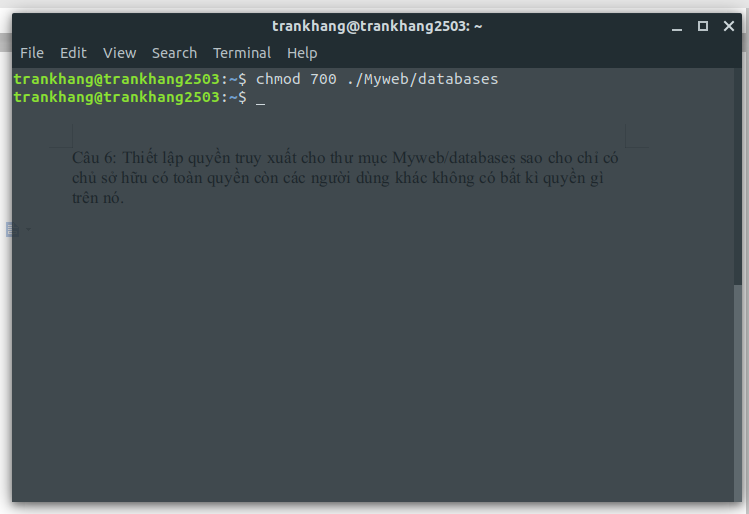 trankhang@trankhang2503: ~
File Edit View Search Terminal Help
trankhang@trankhang2503:~$ chmod 700 ./Myweb/databases
trankhang@trankhang2503:~$ _
Câu 6: Thiết lập quyền truy xuất cho thư mục Myweb/databases sao cho chỉ có
chủ sở hữu có toàn quyền còn các người dùng khác không có bất kì quyền gì
trên nó.